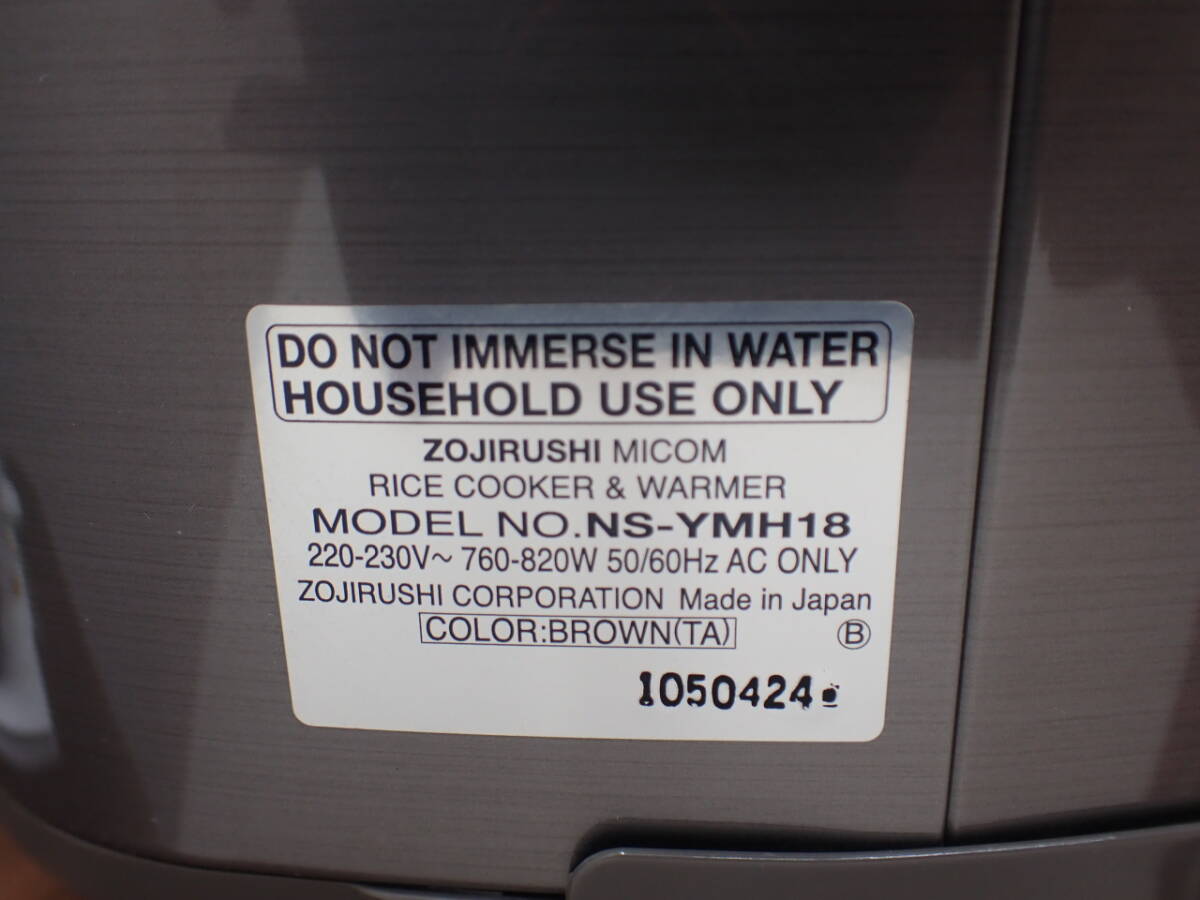 DO NOT IMMERSE IN WATER
HOUSEHOLD USE ONLY
ZOJIRUSHI MICOM
RICE COOKER & WARMER
MODEL NO.NS-YMH18
220-230V~ 760-820W 50/60Hz AC ONLY
ZOJIRUSHI CORPORATION Made in Japan
COLOR:BROWN(TA) Ⓑ
1050424